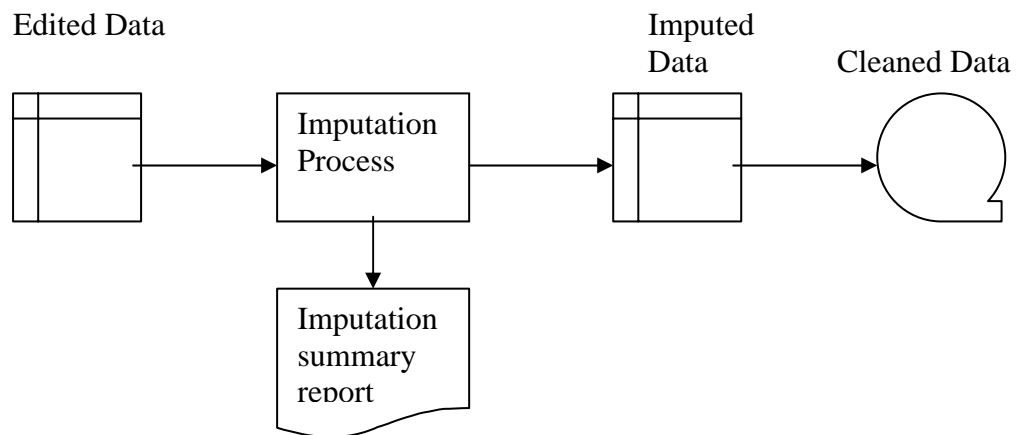 Edited Data
Imputed
Data
Cleaned Data
Imputation
Process
Imputation
summary
report